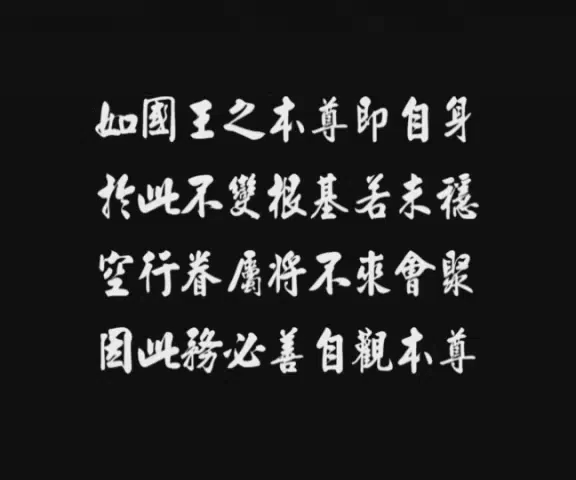 如國王之本尊即自身
於此不變根基若未穩
空行眷屬將不來會聚
因此務必善自觀本尊